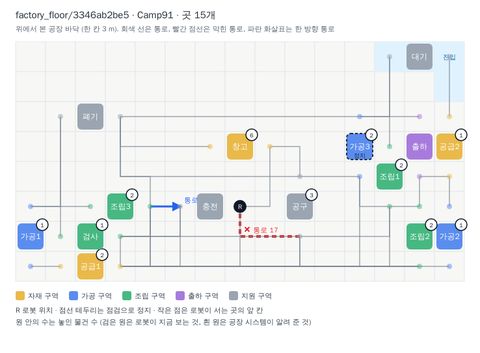 factory_floor/3346ab2be5 · Camp91 · 곳 15개
위에서 본 공장 바닥 (한 칸 3 m). 회색 선은 통로, 빨간 점선은 막힌 통로, 파란 화살표는 한 방향 통로
대기
폐기
창고 6
가공3 2
출하
공급2 1
조립1 2
조립3 2
통로
충전
R
공구 3
✕ 통로 17
가공1 1
검사 1
조립2 2
가공2 1
공급1 2
자재 구역
가공 구역
조립 구역
출하 구역
지원 구역
R 로봇 위치 · 점선 테두리는 점검으로 정지 · 작은 점은 로봇이 서는 곳의 앞 칸
원 안의 수는 놓인 물건 수 (검은 원은 로봇이 지금 보는 것, 흰 원은 공장 시스템이 알려 준 것)